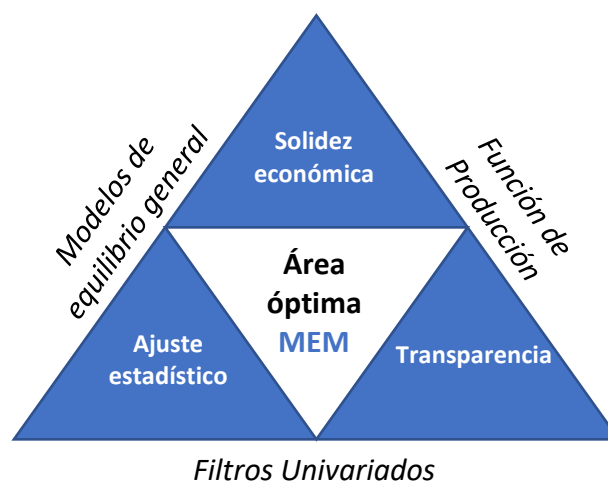 Solidez
económica
Modelos de
equilibrio general
Función de
Producción
Área
óptima
MEM
Ajuste
estadístico
Transparencia
Filtros Univariados